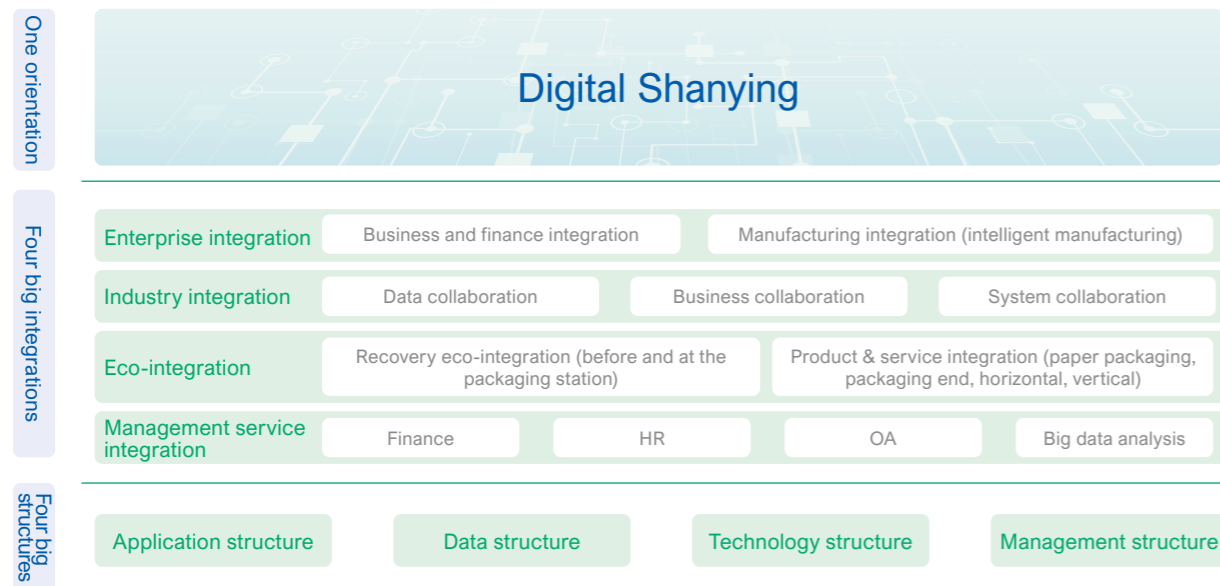 One orientation
Digital Shanying
Four big integrations
Enterprise integration
Business and finance integration
Manufacturing integration (intelligent manufacturing)
Industry integration
Data collaboration
Business collaboration
System collaboration
Eco-integration
Recovery eco-integration (before and at the
packaging station)
Product & service integration (paper packaging,
packaging end, horizontal, vertical)
Management service
integration
Finance
HR
OA
Big data analysis
Four big
structures
Application structure
Data structure
Technology structure
Management structure